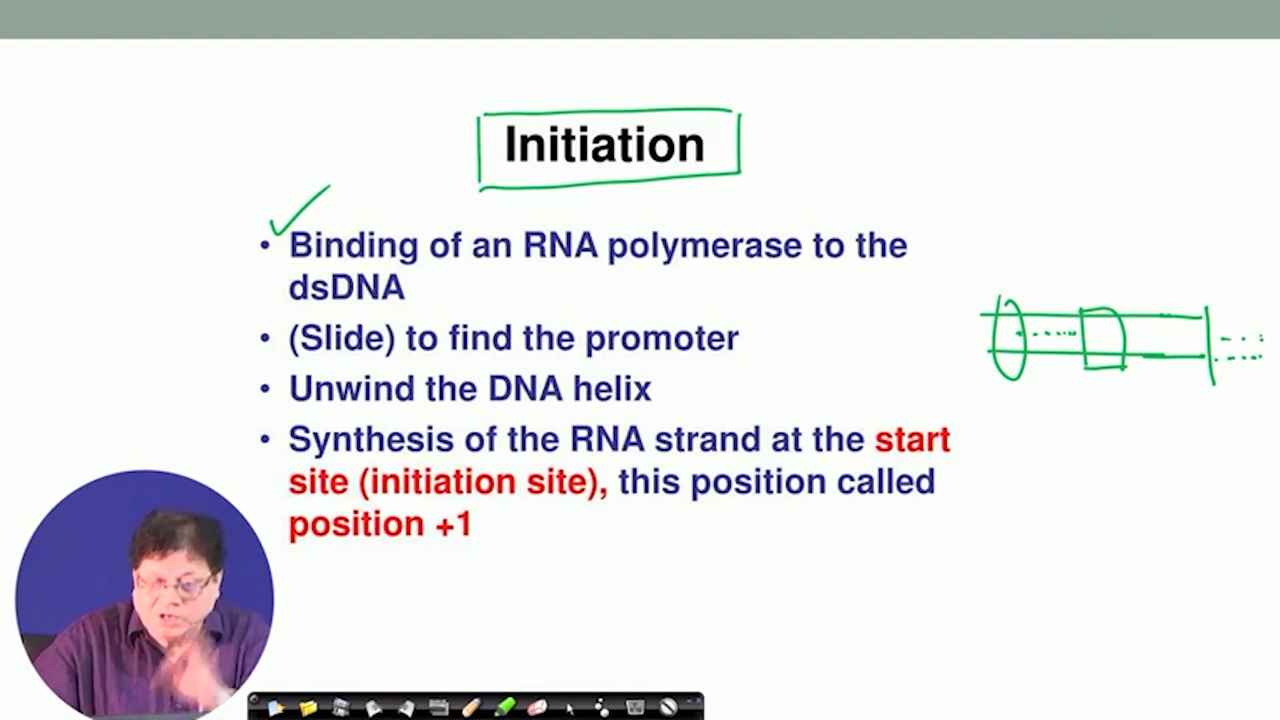 Initiation
• Binding of an RNA polymerase to the
dsDNA
• (Slide) to find the promoter
• Unwind the DNA helix
• Synthesis of the RNA strand at the start
site (initiation site), this position called
position +1